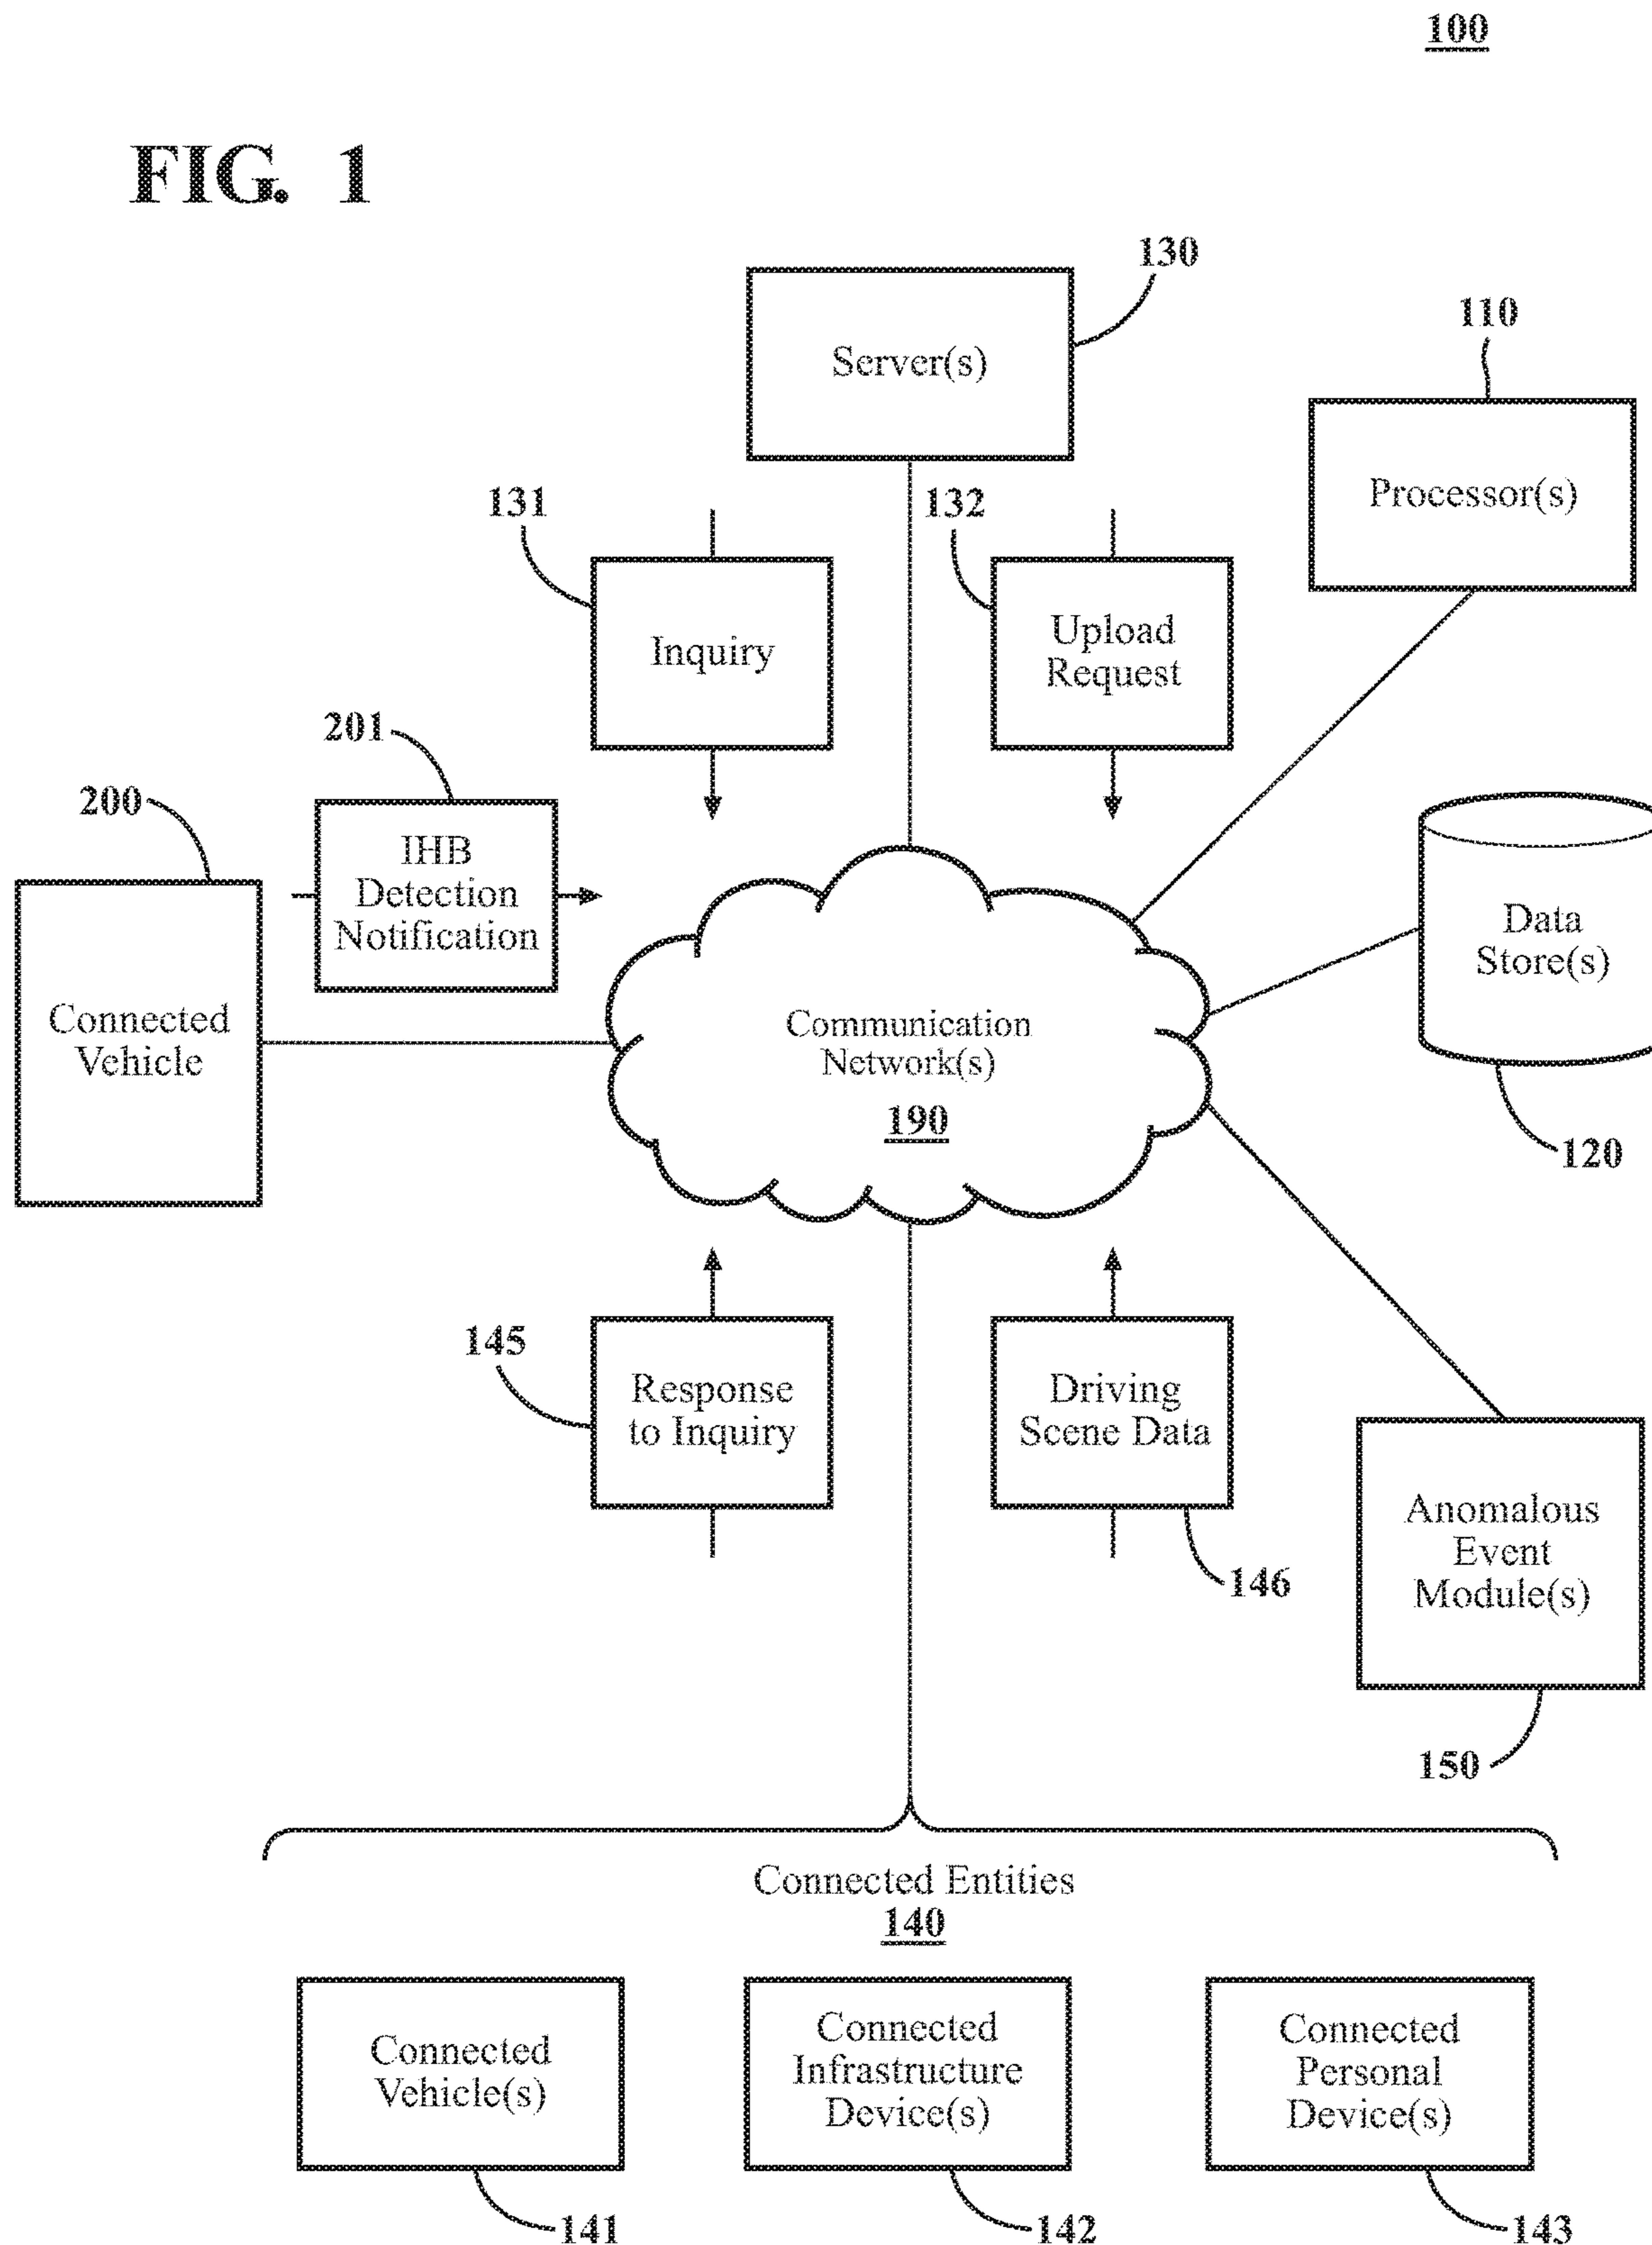 100
FIG. 1
130
Server(s)
110
Processor(s)
131
132
Inquiry
Upload
Request
201
200
IHB
Detection
Notification
Data
Store(s)
Connected
Vehicle
Communication
Network(s)
190
120
145
Response
to Inquiry
Driving
Scene Data
146
Anomalous
Event
Module(s)
150
Connected Entities
140
Connected
Vehicle(s)
Connected
Infrastructure
Device(s)
Connected
Personal
Device(s)
141
142
143